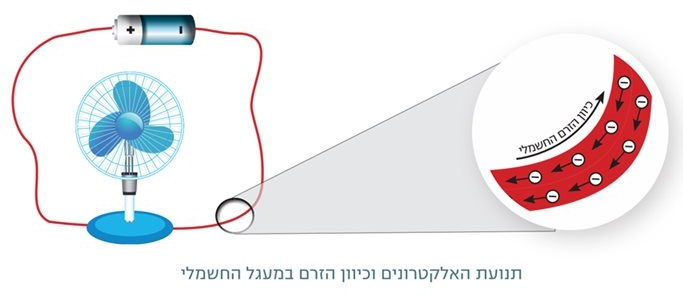 + -
כיוון הזרם החשמלי
תנועת האלקטרונים וכיוון הזרם במעגל החשמלי